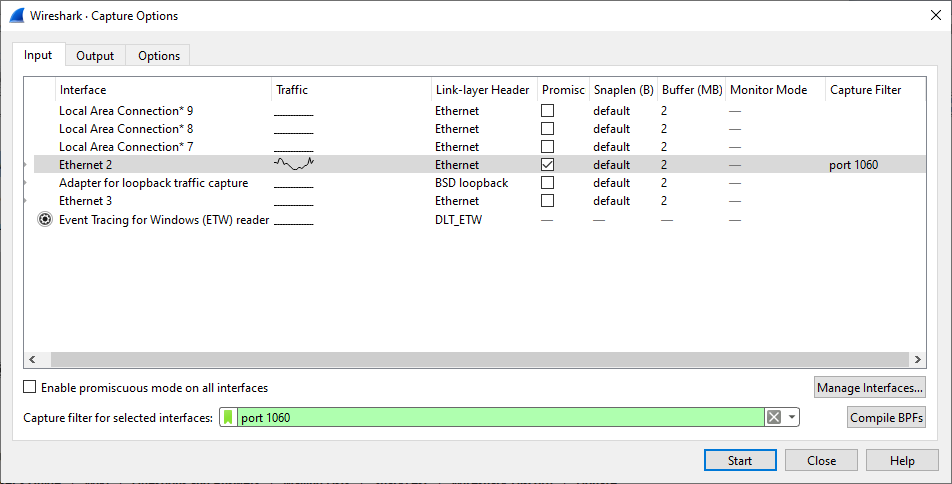 Wireshark · Capture Options
Input Output Options
Interface Traffic Link-layer Header Promisc Snaplen (B) Buffer (MB) Monitor Mode Capture Filter
Local Area Connection* 9 Ethernet default 2 —
Local Area Connection* 8 Ethernet default 2 —
Local Area Connection* 7 Ethernet default 2 —
Ethernet 2 Ethernet default 2 — port 1060
Adapter for loopback traffic capture BSD loopback default 2 —
Ethernet 3 Ethernet default 2 —
Event Tracing for Windows (ETW) reader DLT_ETW — — — —
Enable promiscuous mode on all interfaces Manage Interfaces...
Capture filter for selected interfaces: port 1060 Compile BPFs
Start Close Help